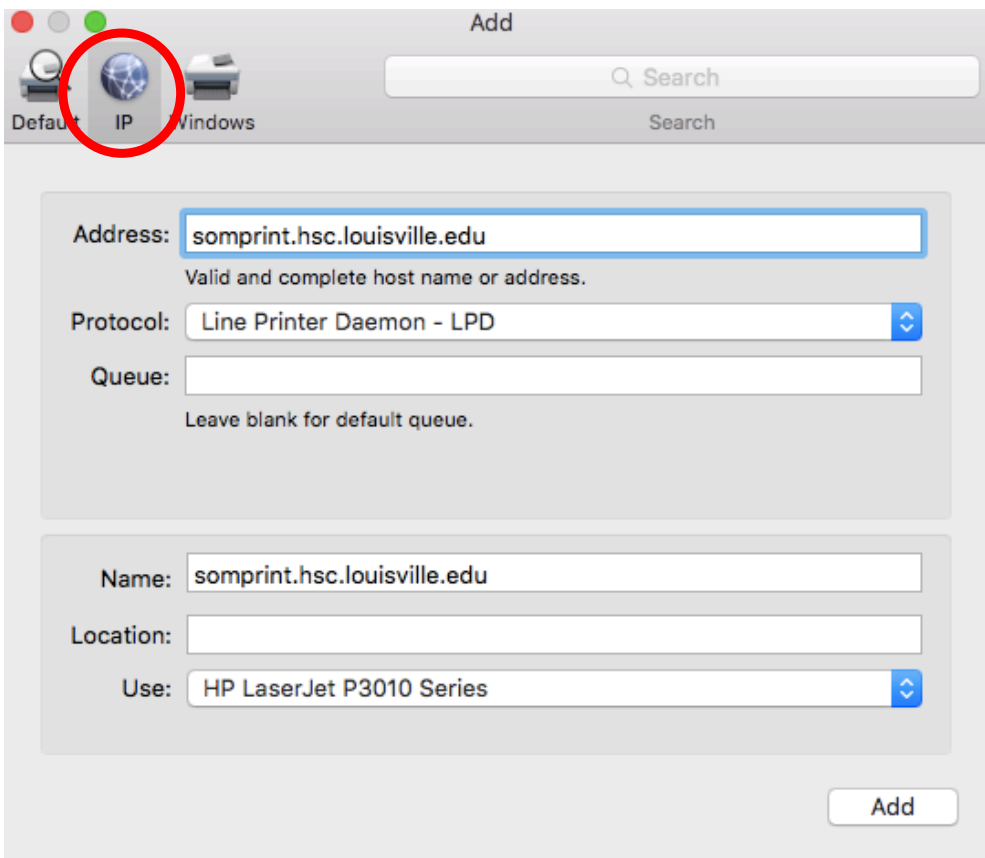 Add
Search
Default IP Windows Search
Address: somprint.hsc.louisville.edu
Valid and complete host name or address.
Protocol: Line Printer Daemon - LPD
Queue:
Leave blank for default queue.
Name: somprint.hsc.louisville.edu
Location:
Use: HP LaserJet P3010 Series
Add